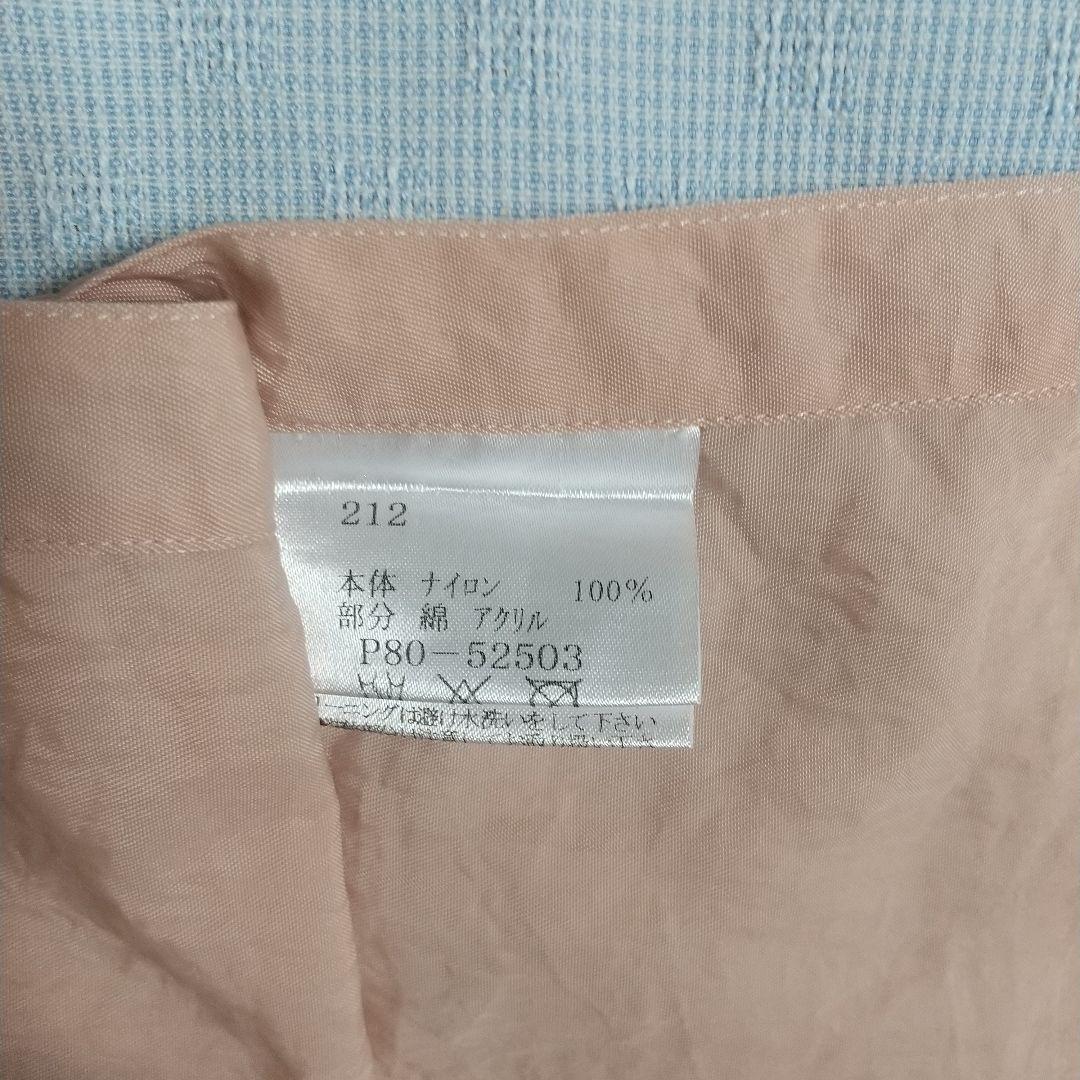 212
本体 ナイロン 100%
部分 綿 アクリル
P80-52503
ーニングは避け水洗いをして下さい